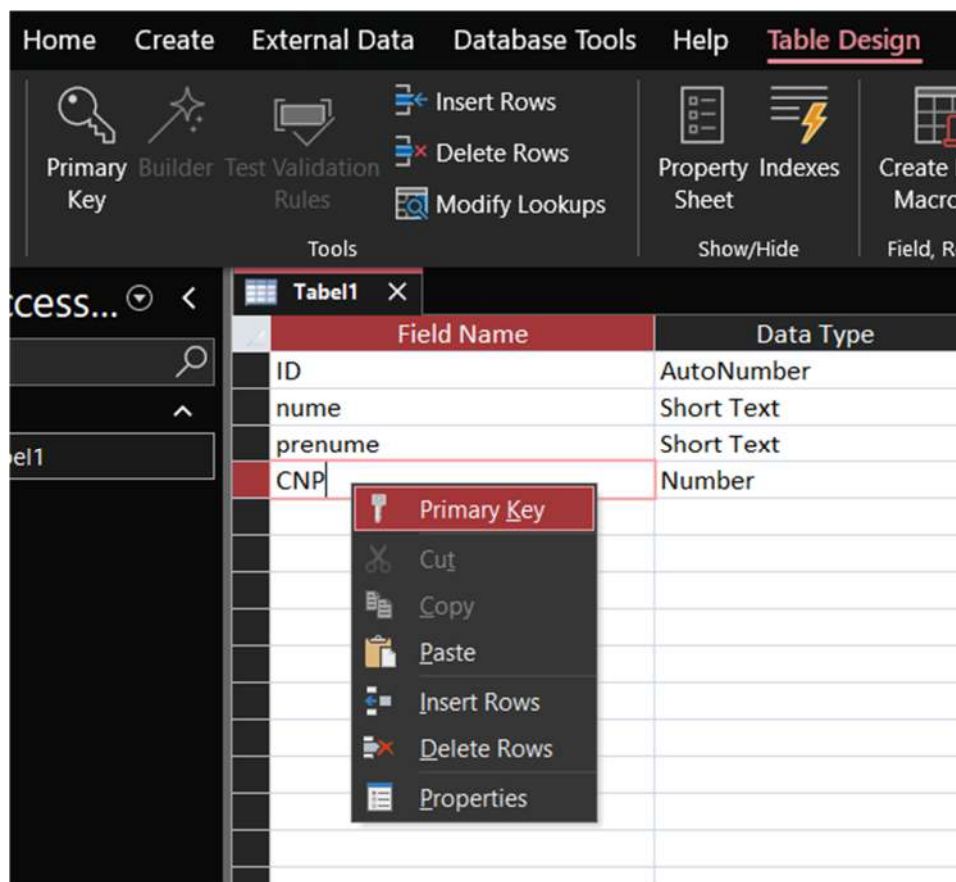 Home Create External Data Database Tools Help Table Design
Primary Key
Builder
Test Validation Rules
Insert Rows
Delete Rows
Modify Lookups
Property Sheet
Indexes
Create
Macro
Tools Show/Hide Field, R
ccess...
Tabel1
el1
Field Name Data Type
ID AutoNumber
nume Short Text
prenume Short Text
CNP Number
Primary Key
Cut
Copy
Paste
Insert Rows
Delete Rows
Properties